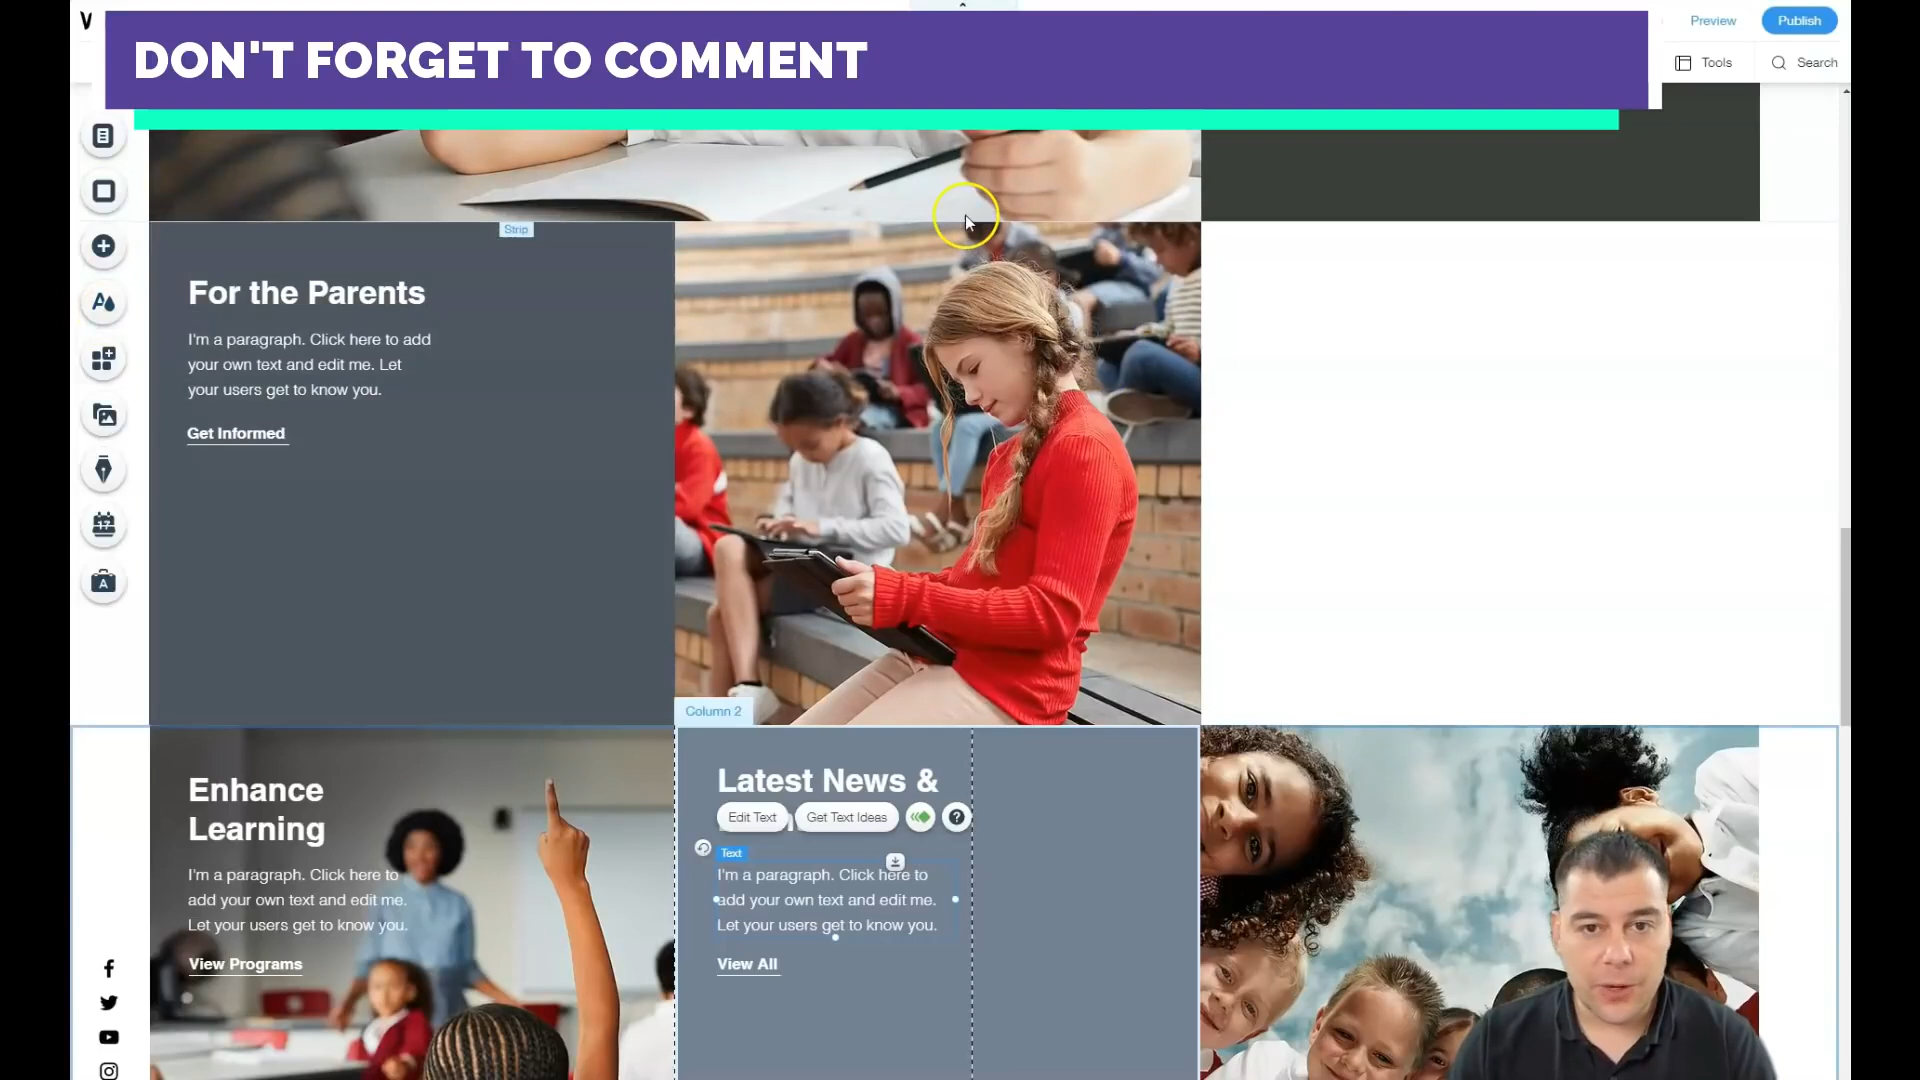 W
DON'T FORGET TO COMMENT
Preview
Publish
Tools
Search
Strip
For the Parents
I'm a paragraph. Click here to add
your own text and edit me. Let
your users get to know you.
Get Informed
17
A
A
Column 2
Enhance
Learning
I'm a paragraph. Click here to
add your own text and edit me.
Let your users get to know you.
View Programs
Latest News &
Edit Text
Get Text Ideas
?
Text
I'm a paragraph. Click here to
add your own text and edit me.
Let your users get to know you.
View All